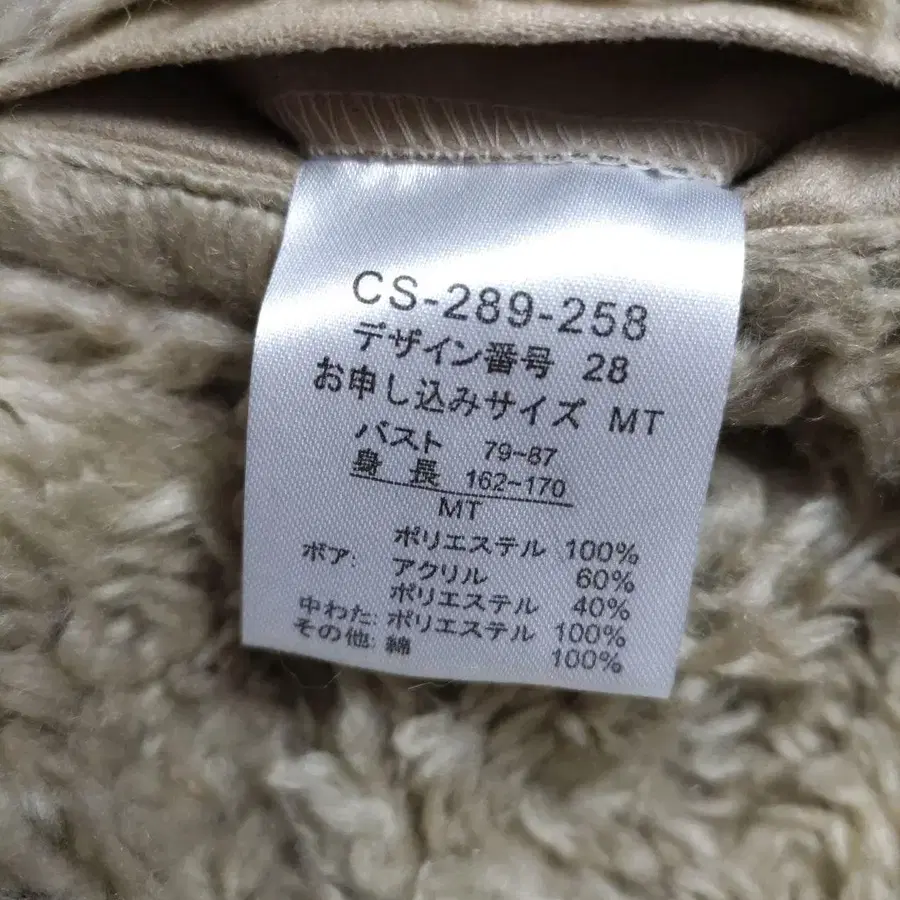 CS-289-258
デザイン番号 28
お申し込みサイズ MT
バスト 79~87
身長 162~170
MT
ポリエステル 100%
ボア: アクリル 60%
ポリエステル 40%
中わた: ポリエステル 100%
その他: 綿 100%